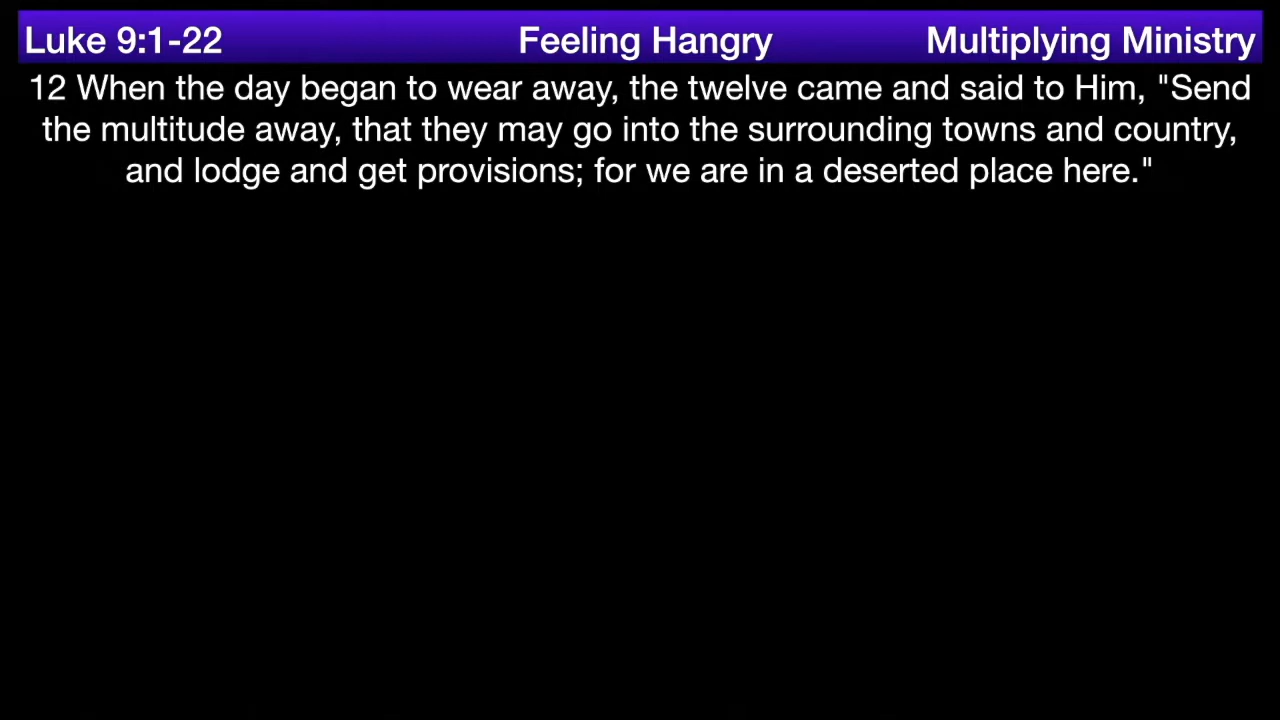 Luke 9:1-22 Feeling Hangry Multiplying Ministry
12 When the day began to wear away, the twelve came and said to Him, "Send
the multitude away, that they may go into the surrounding towns and country,
and lodge and get provisions; for we are in a deserted place here."